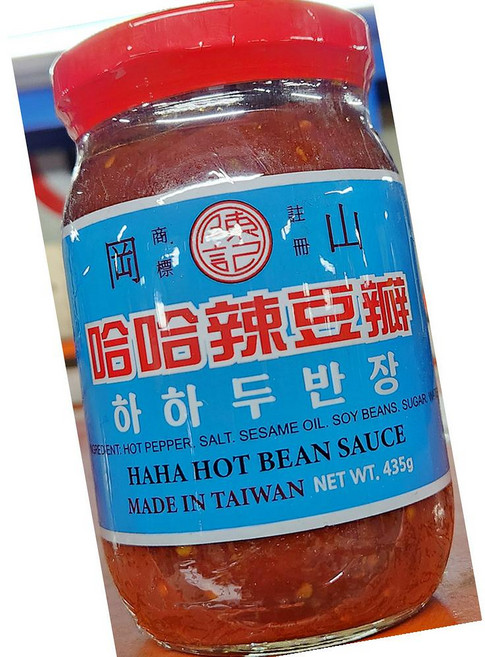 岡 商標 註冊 山
哈哈辣豆瓣
하하두반장
INGREDIENT: HOT PEPPER, SALT, SESAME OIL, SOY BEANS, SUGAR,
HAHA HOT BEAN SAUCE
MADE IN TAIWAN NET WT. 435g